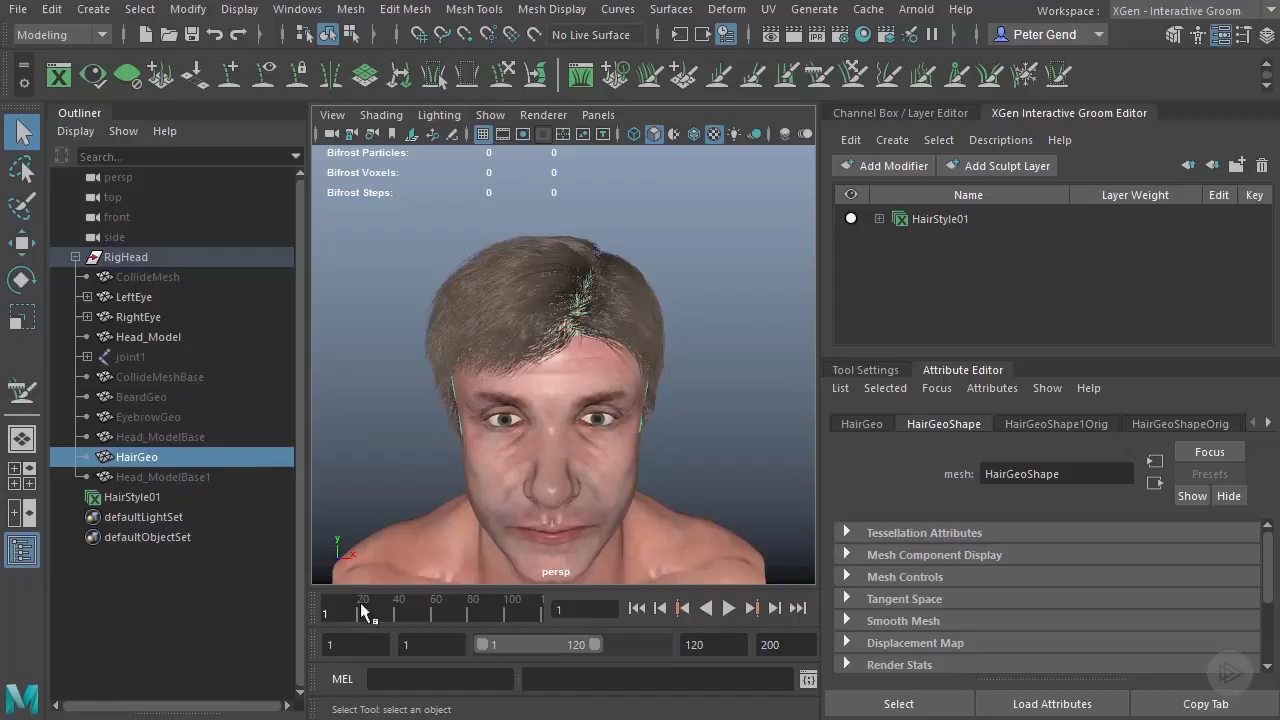 File Edit Create Select Modify Display Windows Mesh Edit Mesh Mesh Tools Mesh Display Curves Surfaces Deform UV Generate Cache Arnold Help Workspace : XGen - Interactive Groom
Modeling No Live Surface Peter Gend
Outliner
Display Show Help
Search...
persp
top
front
side
RigHead
CollideMesh
LeftEye
RightEye
Head_Model
joint1
CollideMeshBase
BeardGeo
EyebrowGeo
Head_ModelBase
HairGeo
Head_ModelBase1
HairStyle01
defaultLightSet
defaultObjectSet
View Shading Lighting Show Renderer Panels
Bifrost Particles: 0 0
Bifrost Voxels: 0 0
Bifrost Steps: 0 0
y
x
persp
Channel Box / Layer Editor XGen Interactive Groom Editor
Edit Create Select Descriptions Help
Add Modifier Add Sculpt Layer
Name Layer Weight Edit Key
HairStyle01
Tool Settings Attribute Editor
List Selected Focus Attributes Show Help
HairGeo HairGeoShape HairGeoShape1Orig HairGeoShapeOrig
Focus
mesh: HairGeoShape Presets
Show Hide
Tessellation Attributes
Mesh Component Display
Mesh Controls
Tangent Space
Smooth Mesh
Displacement Map
Render Stats
Select Load Attributes Copy Tab
1 20 40 60 80 100 1 1
1 1 1 120 120 200
MEL
Select Tool: select an object
IPR
M